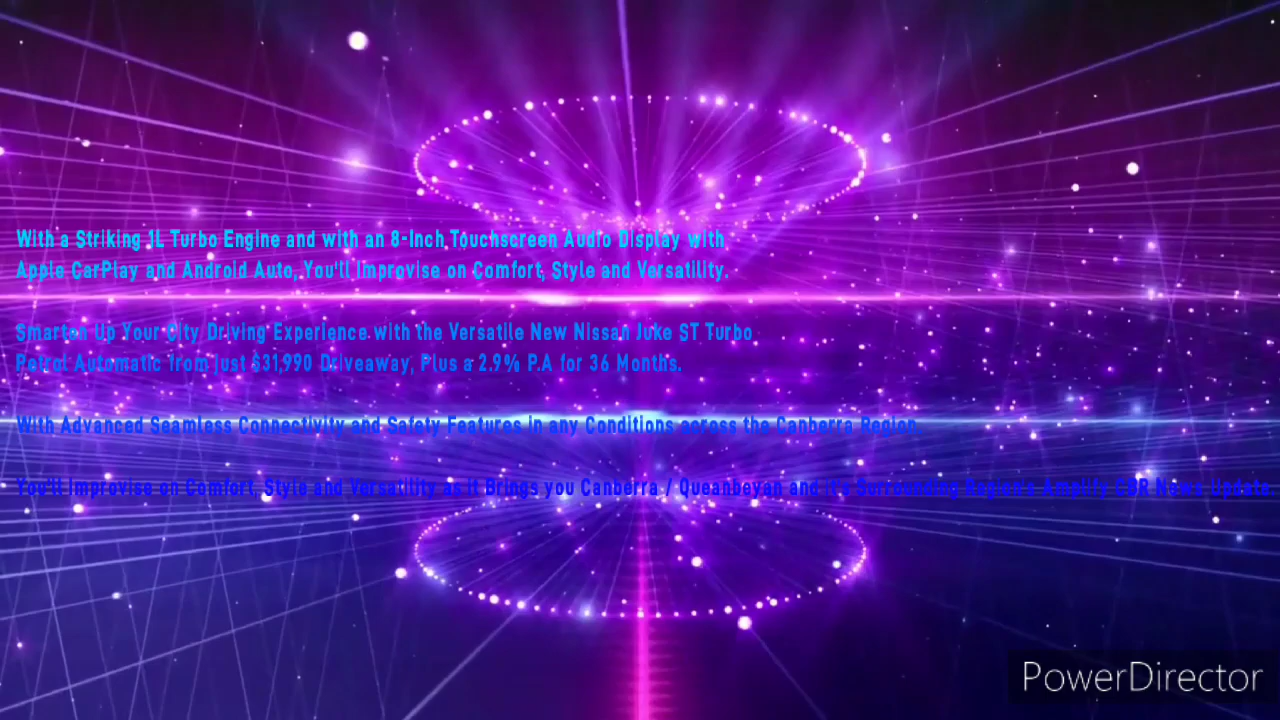 With a Striking 1L Turbo Engine and with an 8-Inch Touchscreen Audio Display with
Apple CarPlay and Android Auto, You'll Improvise on Comfort, Style and Versatility.
Smarten Up Your City Driving Experience with the Versatile New Nissan Juke ST Turbo
Petrol Automatic from just $31,990 Driveaway, Plus a 2.9% P.A for 36 Months.
With Advanced Seamless Connectivity and Safety Features in any Conditions across the Canberra Region.
You'll Improvise on Comfort, Style and Versatility as it Brings you Canberra / Queanbeyan and it's Surrounding Region's Amplify CBR News Update.
PowerDirector